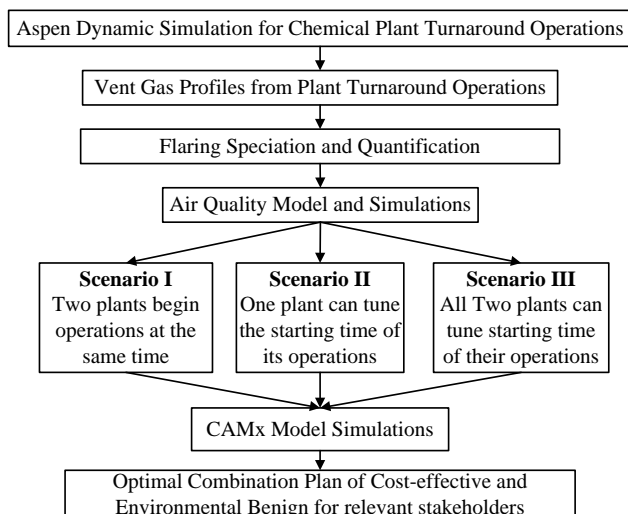 Aspen Dynamic Simulation for Chemical Plant Turnaround Operations
Vent Gas Profiles from Plant Turnaround Operations
Flaring Speciation and Quantification
Air Quality Model and Simulations
Scenario I
Two plants begin
operations at the
same time
Scenario II
One plant can tune
the starting time of
its operations
Scenario III
All Two plants can
tune starting time
of their operations
CAMx Model Simulations
Optimal Combination Plan of Cost-effective and
Environmental Benign for relevant stakeholders